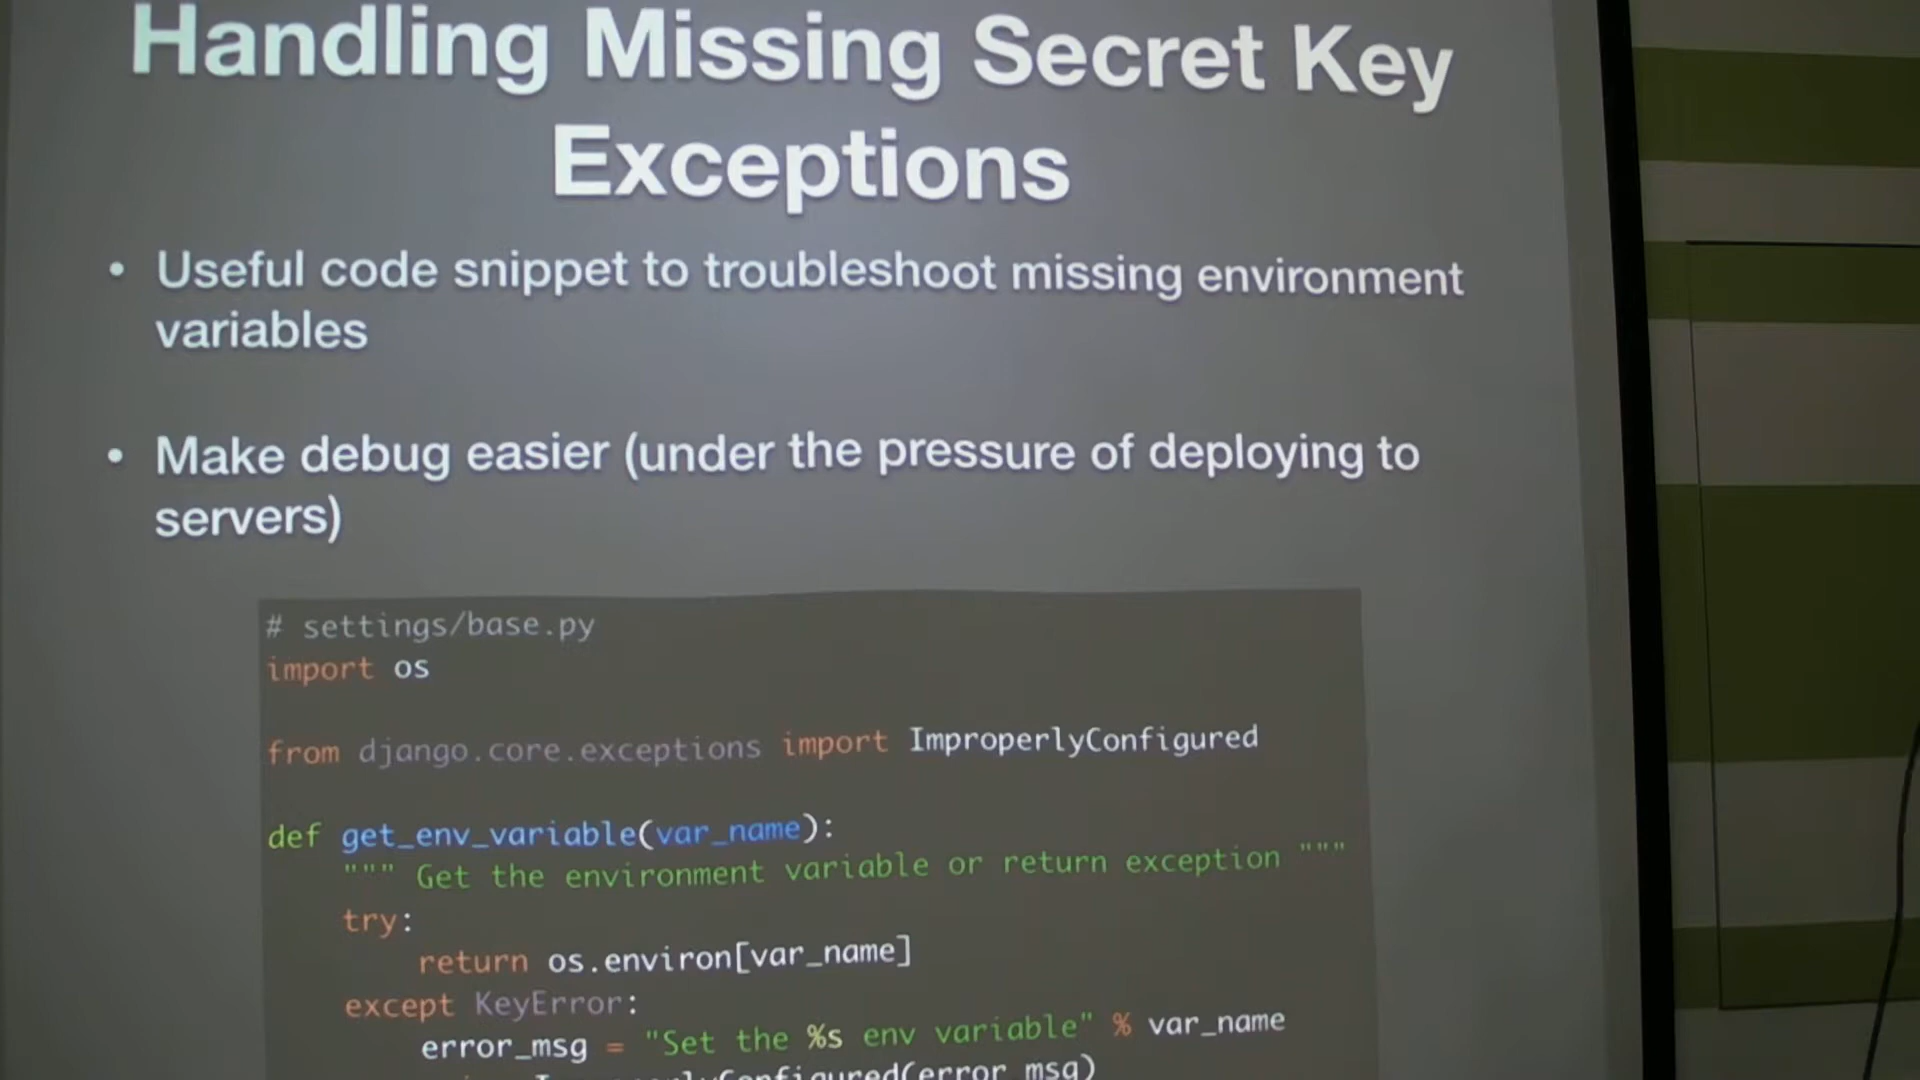 Handling Missing Secret Key
Exceptions
• Useful code snippet to troubleshoot missing environment
variables
• Make debug easier (under the pressure of deploying to
servers)
# settings/base.py
import os
from django.core.exceptions import ImproperlyConfigured
def get_env_variable(var_name):
""" Get the environment variable or return exception """
try:
return os.environ[var_name]
except KeyError:
error_msg = "Set the %s env variable" % var_name
ImproperlyConfigured(error_msg)